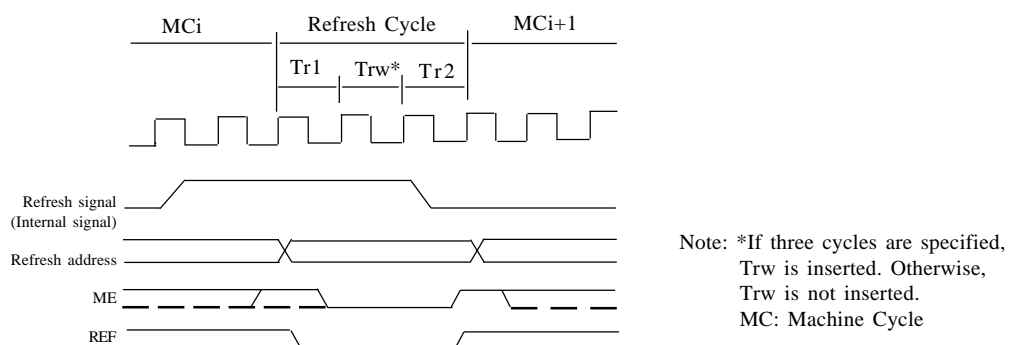 MCi Refresh Cycle MCi+1
Tr1 Trw* Tr2
Refresh signal
(Internal signal)
Refresh address
ME
REF
Note: *If three cycles are specified,
Trw is inserted. Otherwise,
Trw is not inserted.
MC: Machine Cycle